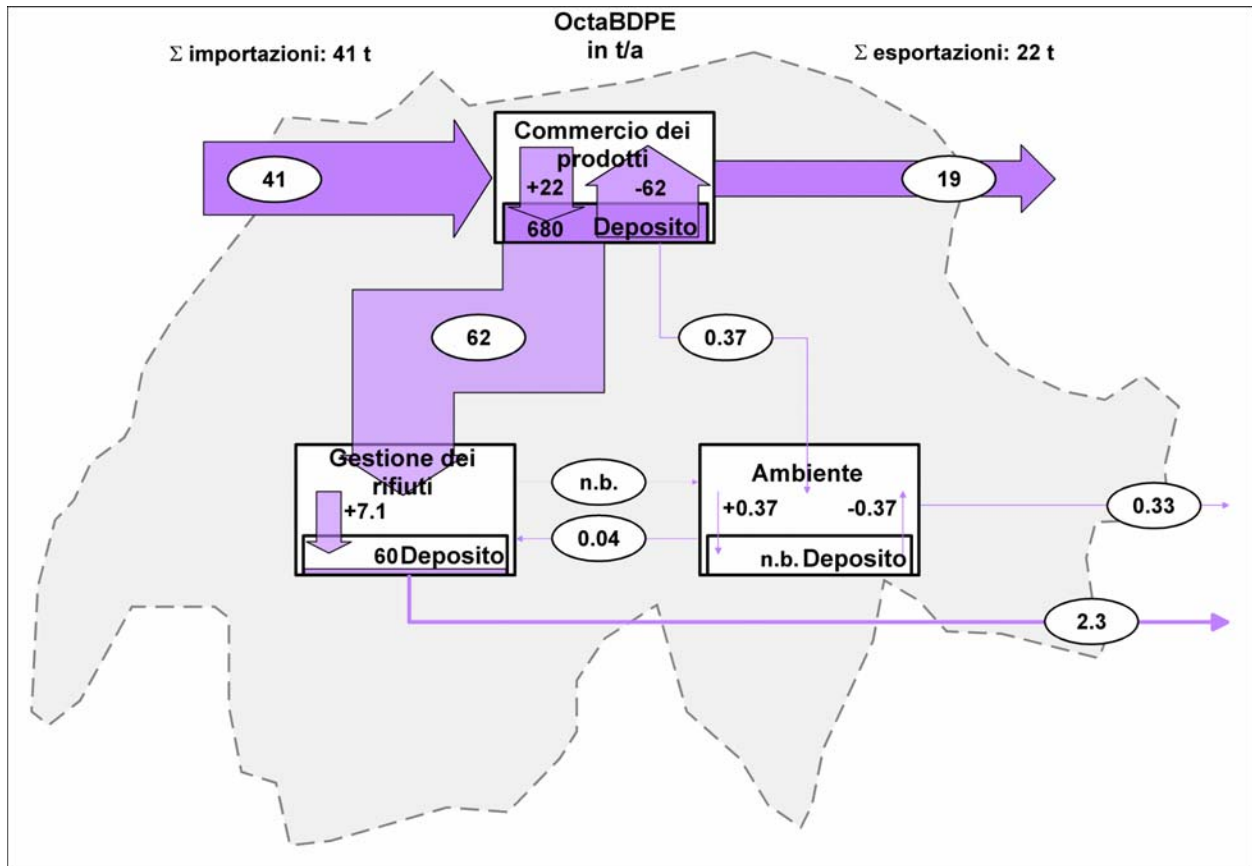 OctaBDPE
in t/a
Σ importazioni: 41 t
Σ esportazioni: 22 t
Commercio dei
prodotti
41
+22
-62
19
680
Deposito
62
0.37
Gestione dei
rifiuti
n.b.
Ambiente
+7.1
+0.37
-0.37
0.33
0.04
60 Deposito
n.b. Deposito
2.3